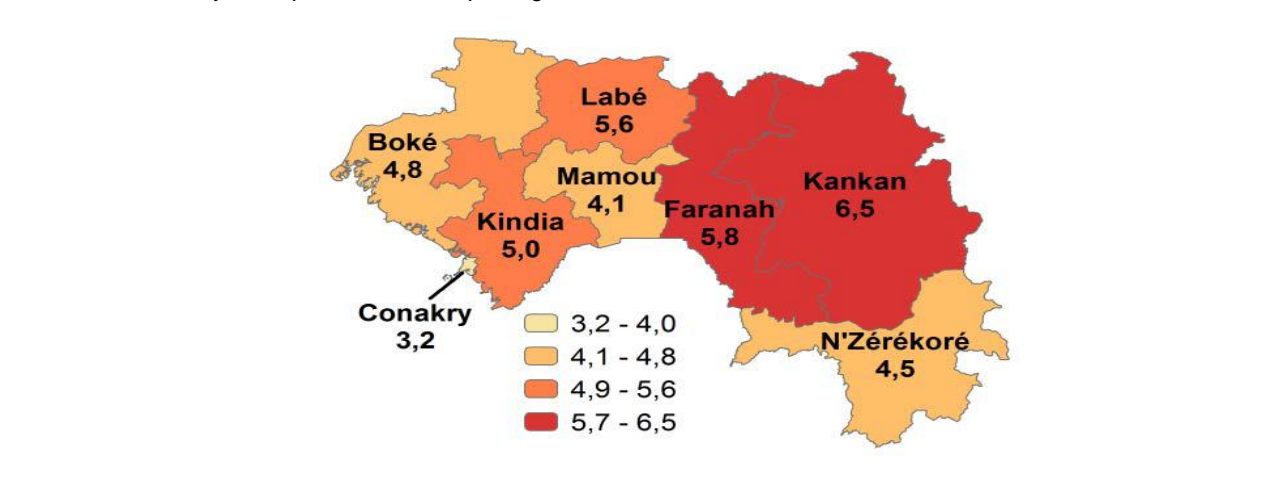 Labé
5,6
Boké
4,8
Mamou
4,1
Kankan
6,5
Faranah
5,8
Kindia
5,0
Conakry
3,2
N'Zérékoré
4,5
3,2 - 4,0
4,1 - 4,8
4,9 - 5,6
5,7 - 6,5